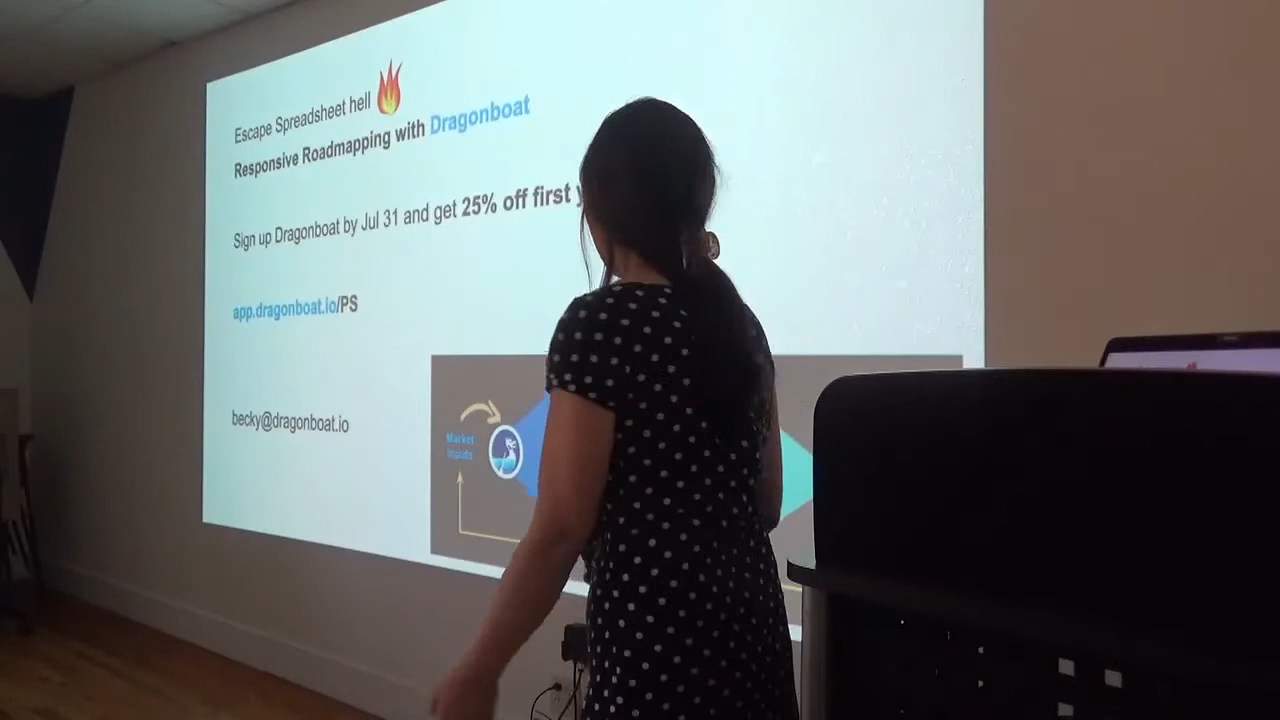 Escape Spreadsheet hell
Responsive Roadmapping with Dragonboat
Sign up Dragonboat by Jul 31 and get 25% off first
app.dragonboat.io/PS
becky@dragonboat.io
Market
Inputs